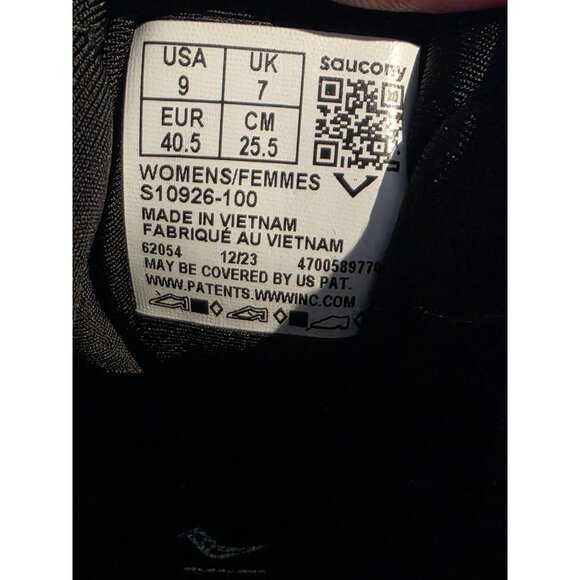 USA UK saucony
9 7
EUR CM
40.5 25.5
WOMENS/FEMMES
S10926-100
MADE IN VIETNAM
FABRIQUÉ AU VIETNAM
62054 12/23
MAY BE COVERED BY US PAT.
WWW.PATENTS.WWWINC.COM